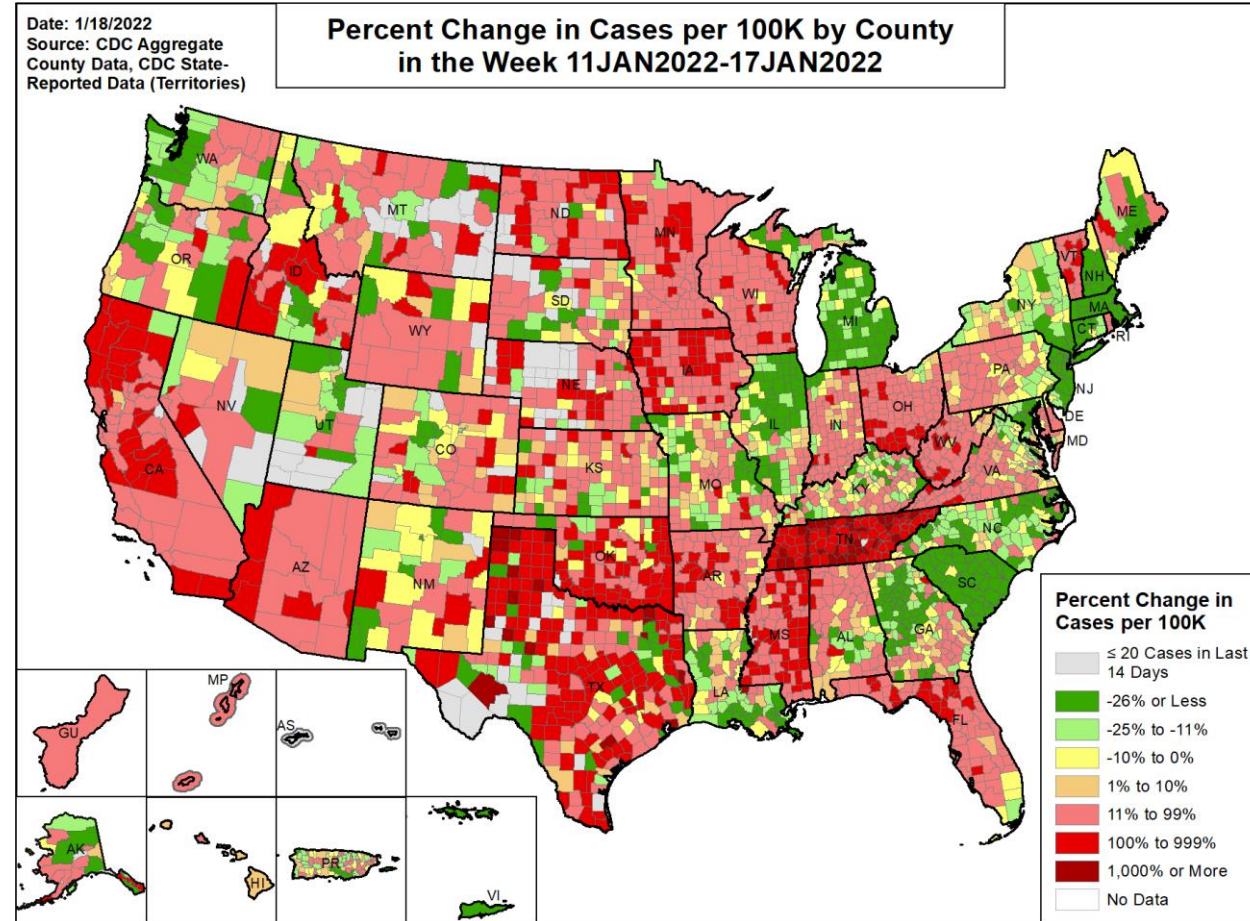 Date: 1/18/2022
Source: CDC Aggregate
County Data, CDC State-
Reported Data (Territories)
Percent Change in Cases per 100K by County
in the Week 11JAN2022-17JAN2022
WA
MT
ND
MN
ME
OR
ID
SD
WI
VT
NH
NY
MA
CT
RI
WY
MI
IA
NE
PA
NJ
NV
UT
CO
IL
IN
OH
DE
MD
WV
CA
KS
MO
KY
VA
AZ
NM
OK
AR
TN
NC
SC
MS
AL
GA
TX
LA
FL
GU
MP
AS
AK
HI
PR
VI
Percent Change in
Cases per 100K
≤ 20 Cases in Last
14 Days
-26% or Less
-25% to -11%
-10% to 0%
1% to 10%
11% to 99%
100% to 999%
1,000% or More
No Data